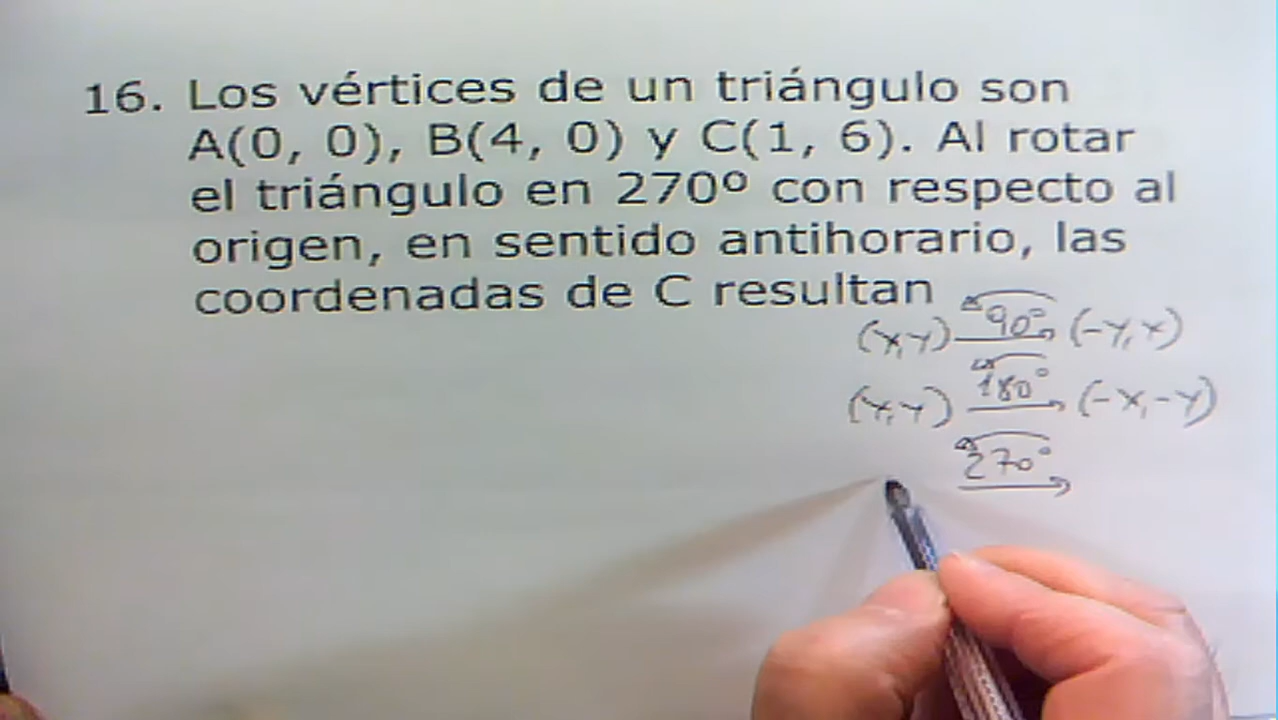 16. Los vértices de un triángulo son
A(0, 0), B(4, 0) y C(1, 6). Al rotar
el triángulo en 270º con respecto al
origen, en sentido antihorario, las
coordenadas de C resultan
(x,y) 90° (-y,x)
(x,y) 180° (-x,-y)
270°